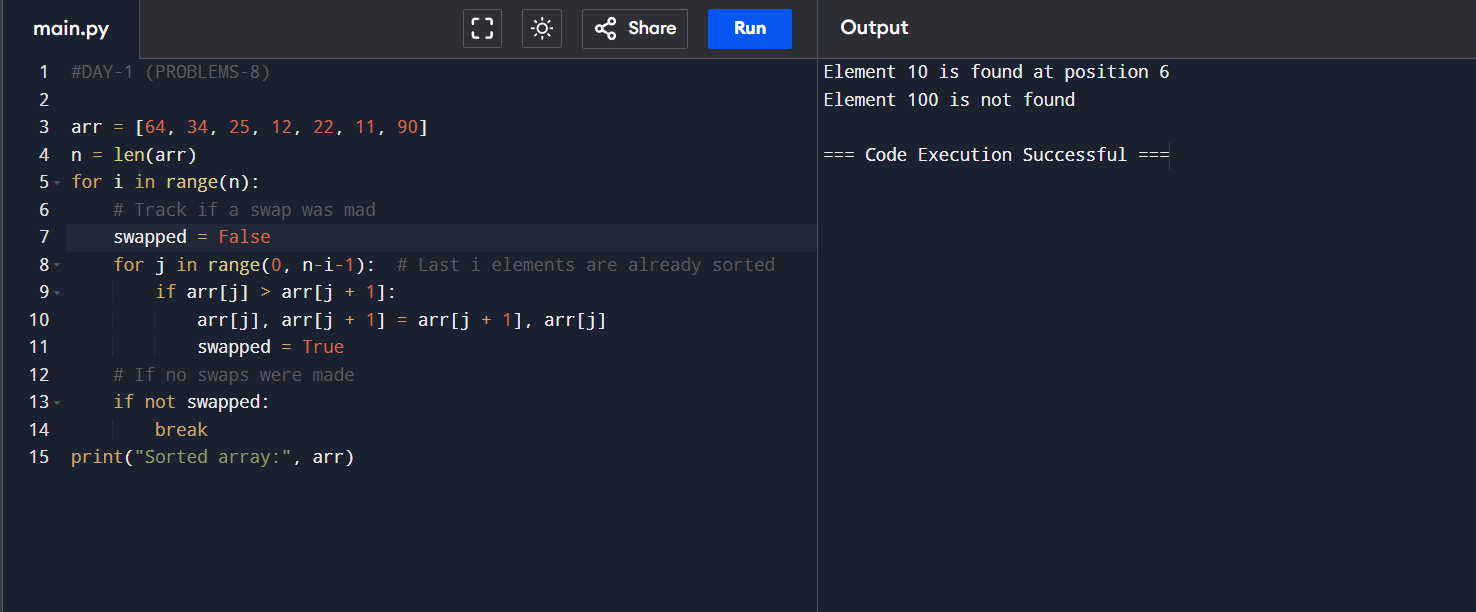 main.py
Share
Run
Output
1 #DAY-1 (PROBLEMS-8)
2
3 arr = [64, 34, 25, 12, 22, 11, 90]
4 n = len(arr)
5 for i in range(n):
6     # Track if a swap was mad
7     swapped = False
8     for j in range(0, n-i-1):  # Last i elements are already sorted
9         if arr[j] > arr[j + 1]:
10             arr[j], arr[j + 1] = arr[j + 1], arr[j]
11             swapped = True
12     # If no swaps were made
13     if not swapped:
14         break
15 print("Sorted array:", arr)
Element 10 is found at position 6
Element 100 is not found
=== Code Execution Successful ===